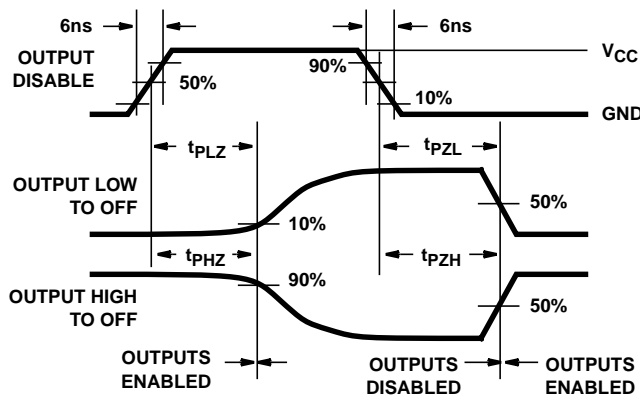 6ns
6ns
OUTPUT
DISABLE
90%
50%
10%
VCC
GND
tPLZ
tPZL
OUTPUT LOW
TO OFF
10%
50%
tPHZ
tPZH
OUTPUT HIGH
TO OFF
90%
50%
OUTPUTS
ENABLED
OUTPUTS
DISABLED
OUTPUTS
ENABLED